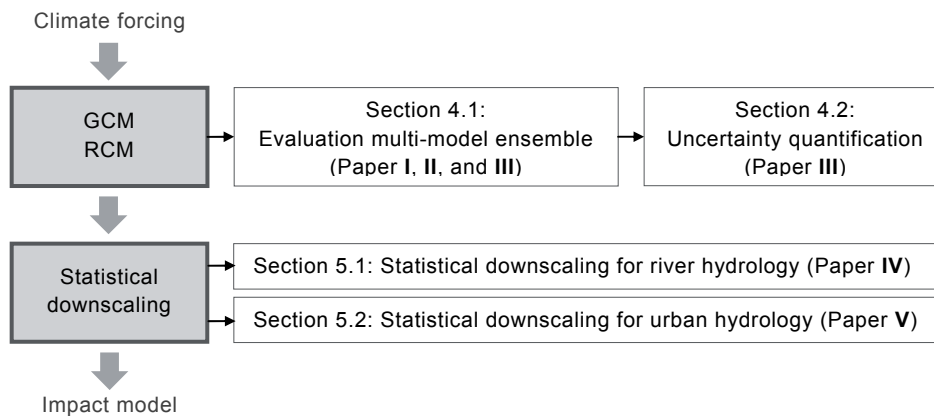 Climate forcing
GCM
RCM
Section 4.1:
Evaluation multi-model ensemble
(Paper I, II, and III)
Section 4.2:
Uncertainty quantification
(Paper III)
Statistical
downscaling
Section 5.1: Statistical downscaling for river hydrology (Paper IV)
Section 5.2: Statistical downscaling for urban hydrology (Paper V)
Impact model